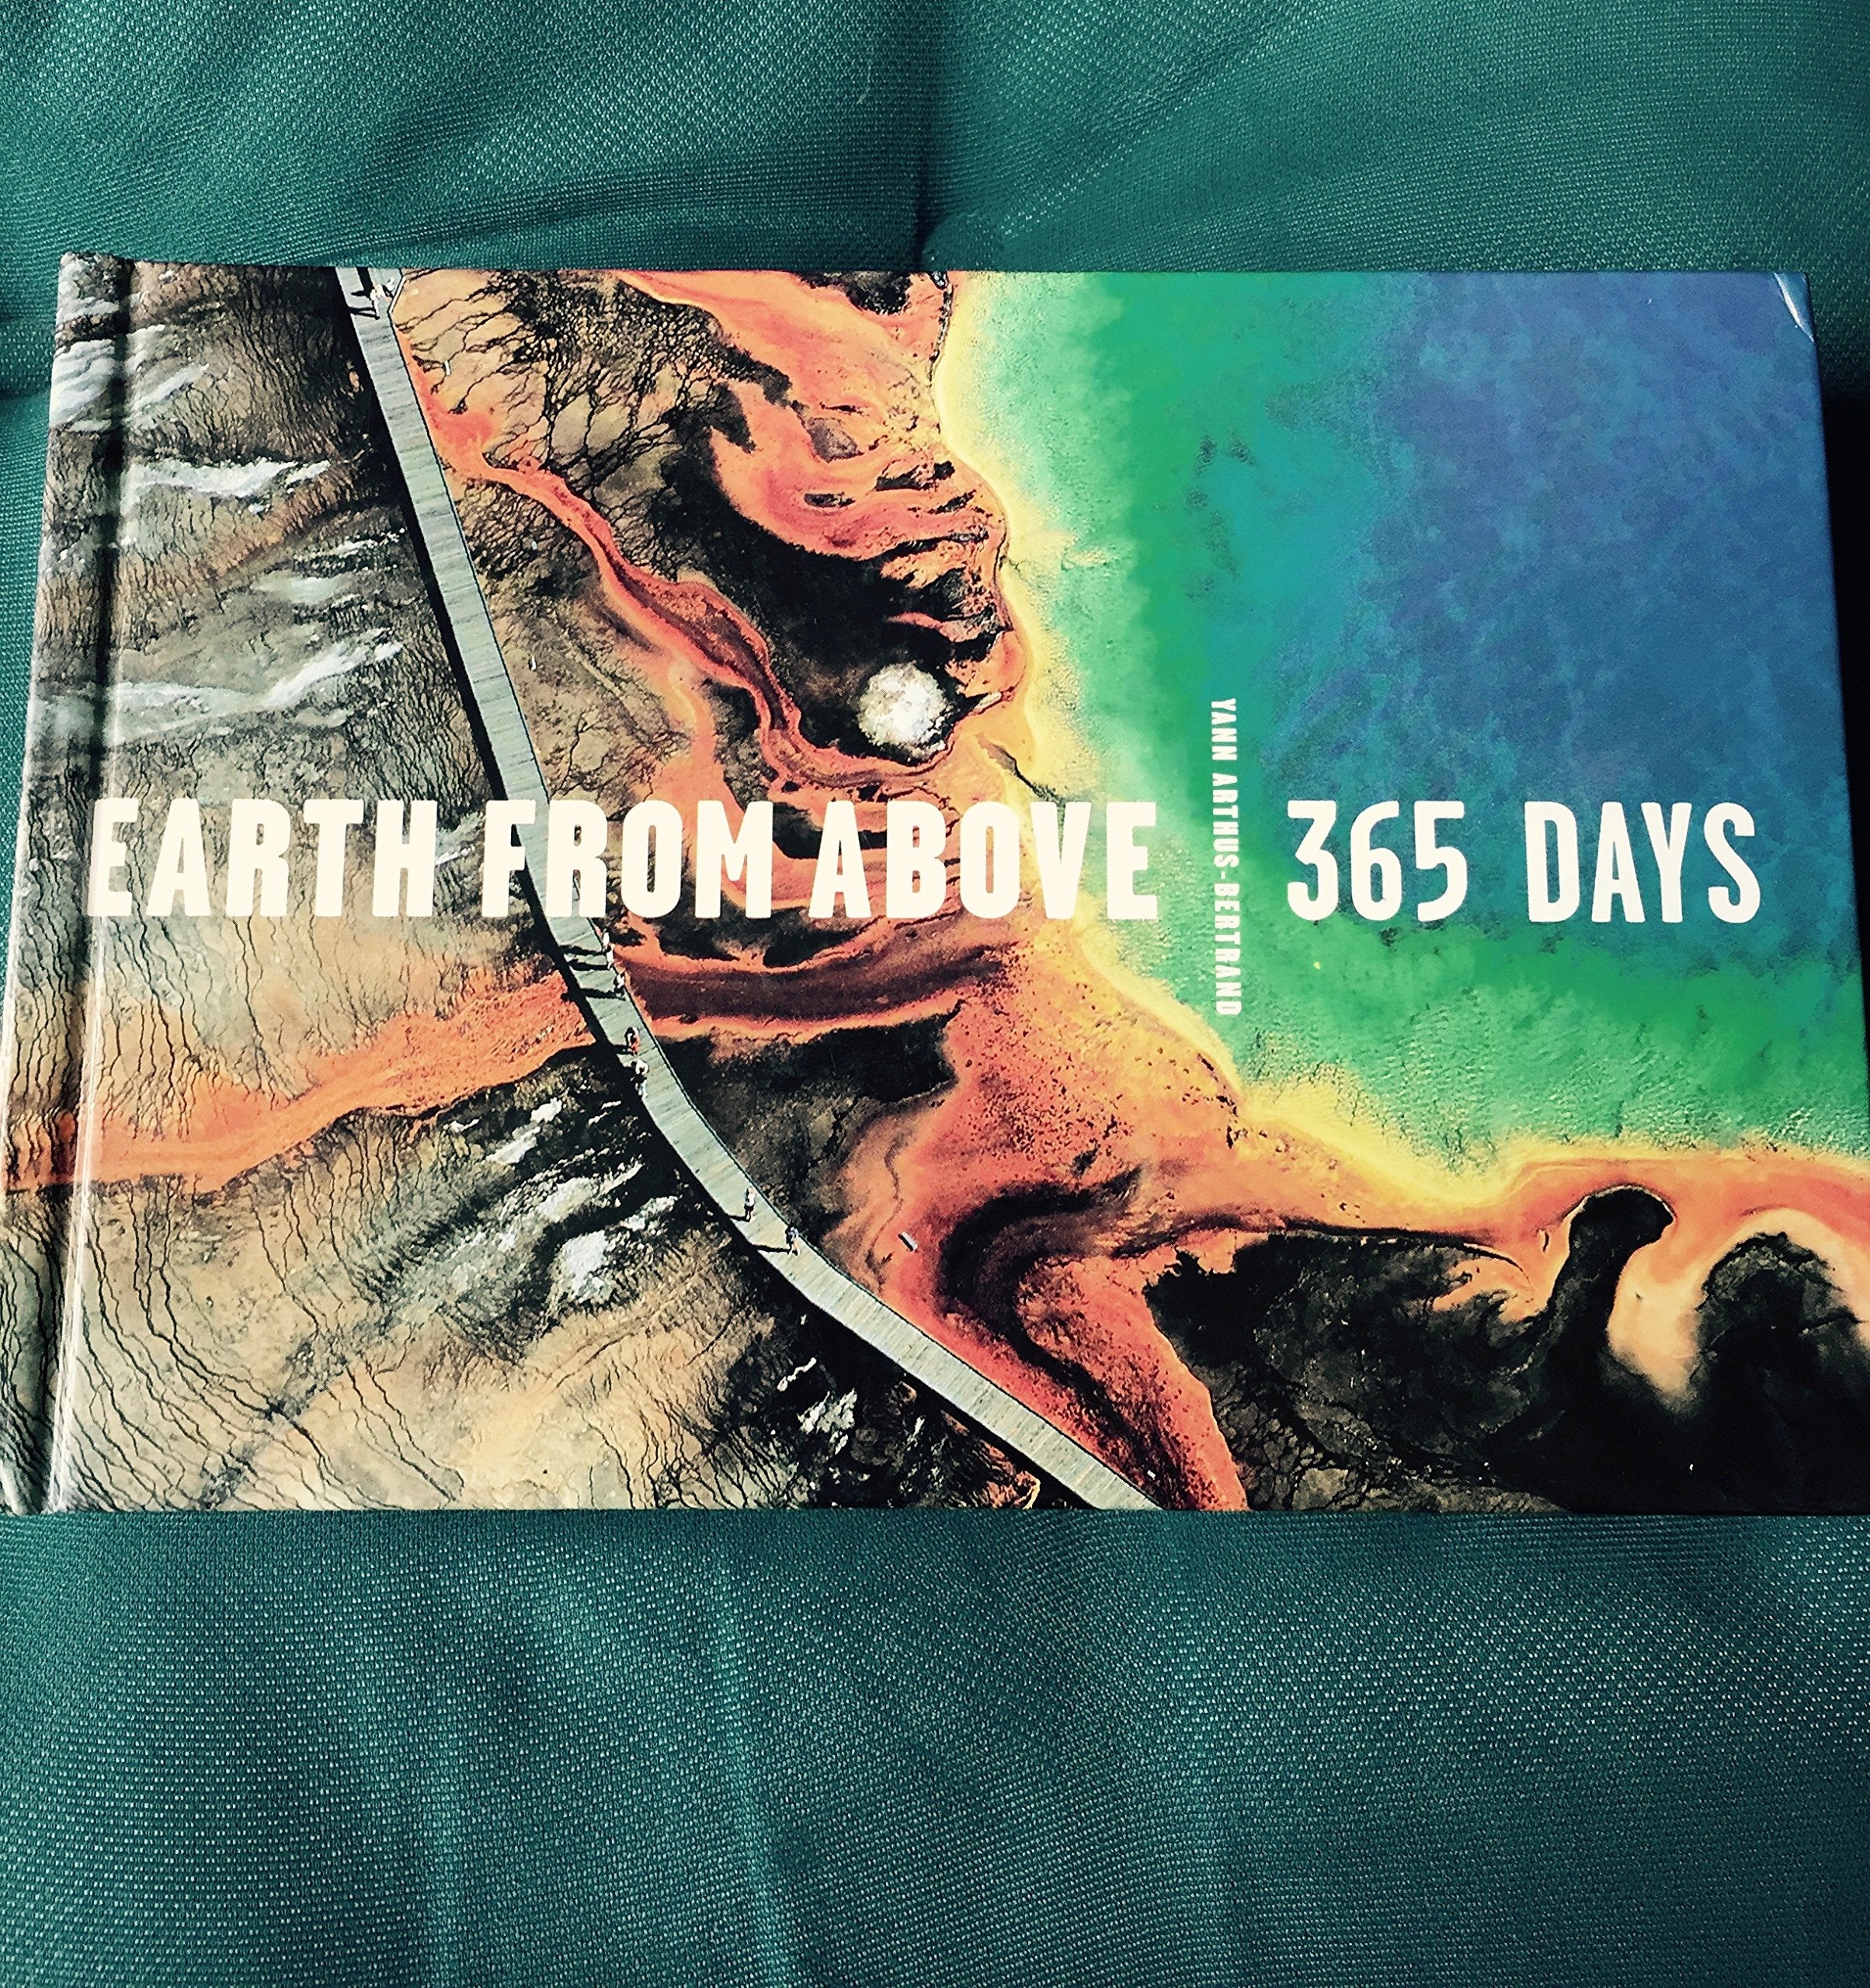 EARTH FROM ABOVE
YANN ARTHUS-BERTRAND
365 DAYS